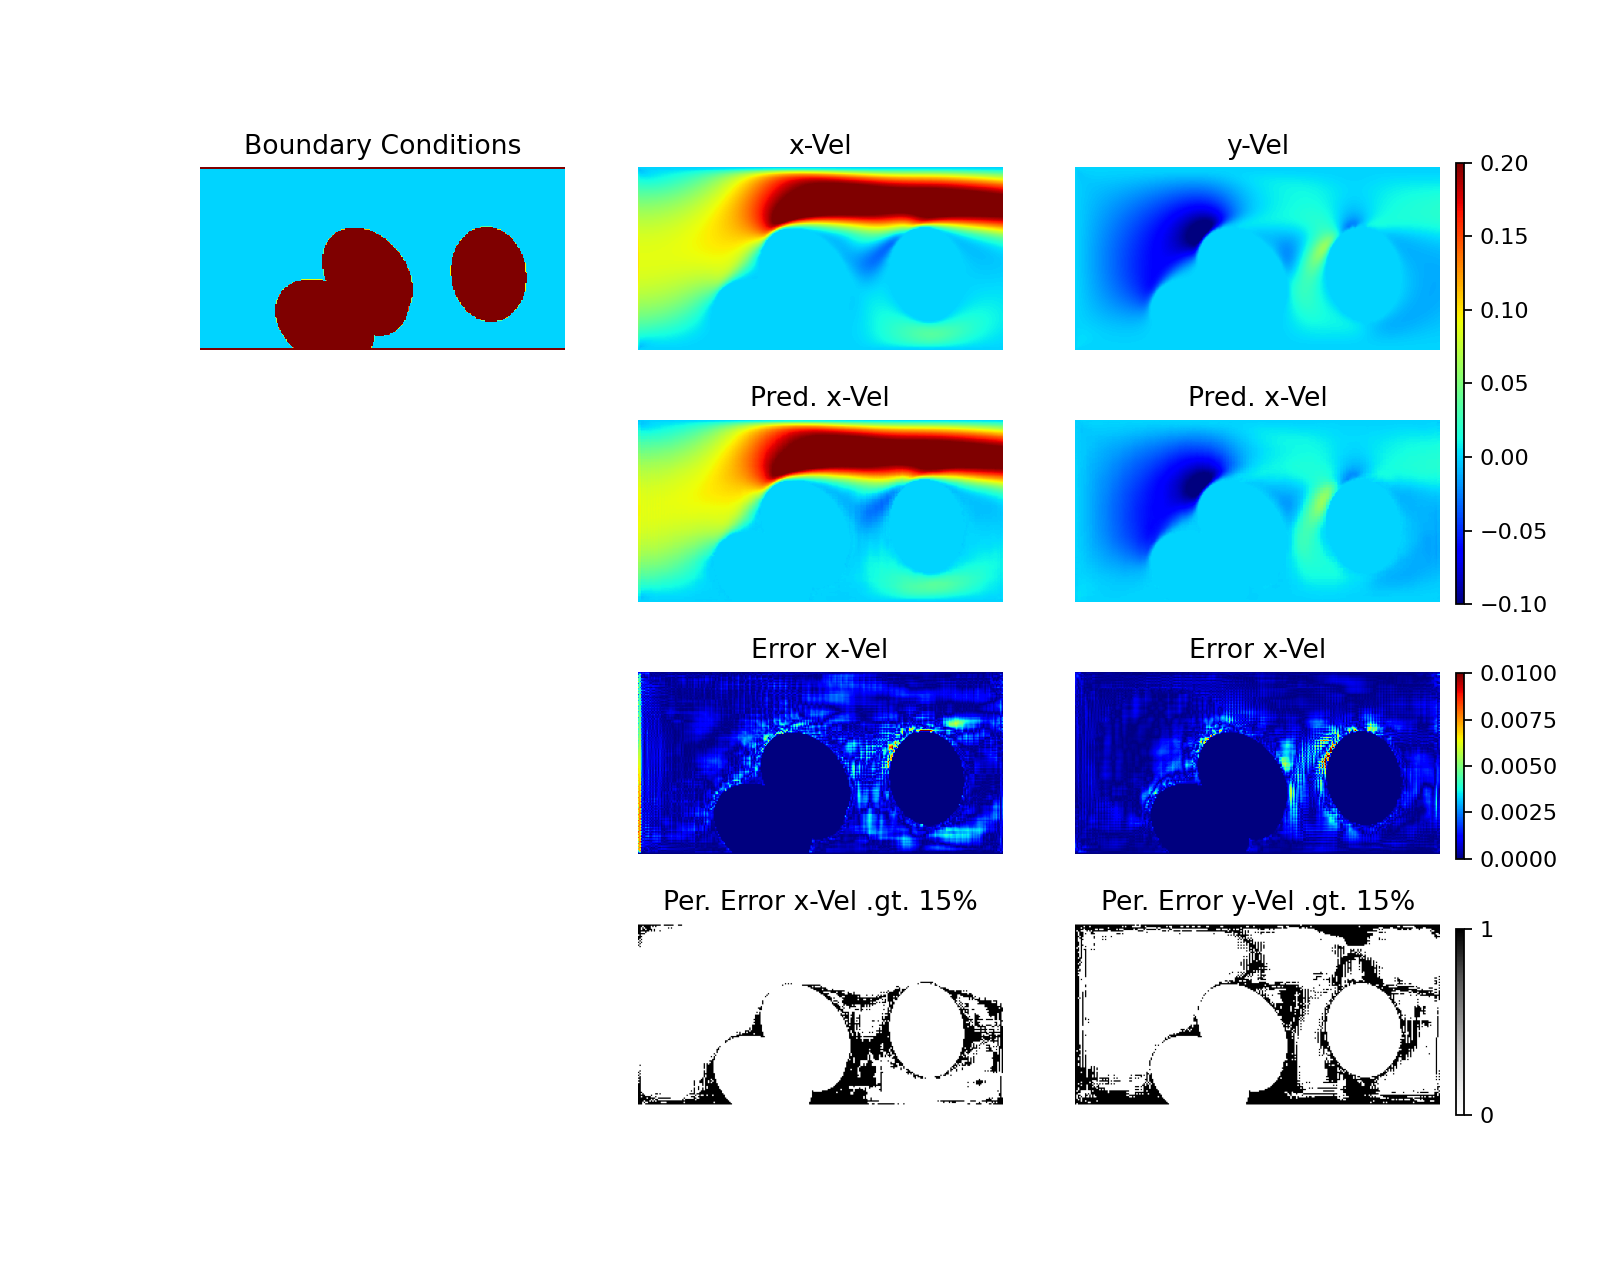 Boundary Conditions
x-Vel
y-Vel
0.20
0.15
0.10
0.05
0.00
−0.05
−0.10
Pred. x-Vel
Pred. x-Vel
Error x-Vel
Error x-Vel
0.0100
0.0075
0.0050
0.0025
0.0000
Per. Error x-Vel .gt. 15%
Per. Error y-Vel .gt. 15%
1
0